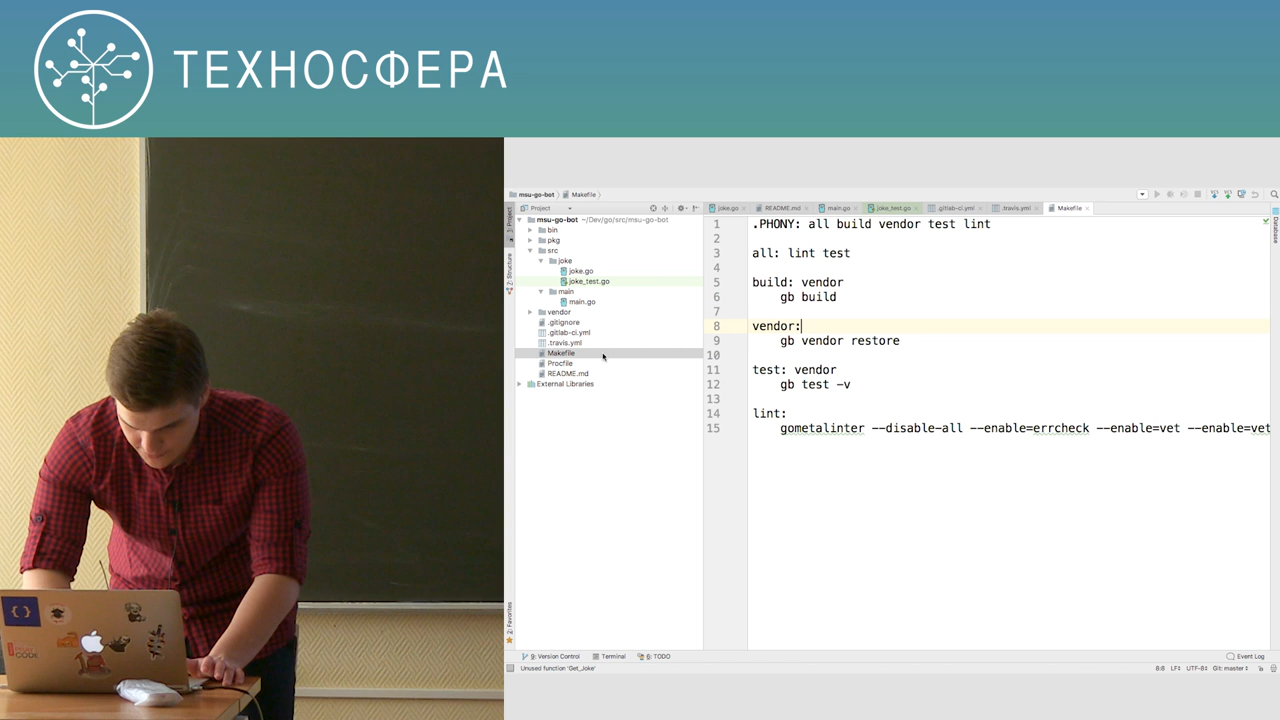 ТЕХНОСФЕРА
msu-go-bot Makefile
Project
joke.go README.md main.go joke_test.go .gitlab-ci.yml .travis.yml Makefile
1: Project
Structure
Favorites
Database
msu-go-bot ~/Dev/go/src/msu-go-bot
bin
pkg
src
joke
joke.go
joke_test.go
main
main.go
vendor
.gitignore
.gitlab-ci.yml
.travis.yml
Makefile
Procfile
README.md
External Libraries
1 .PHONY: all build vendor test lint
2
3 all: lint test
4
5 build: vendor
6 gb build
7
8 vendor:
9 gb vendor restore
10
11 test: vendor
12 gb test -v
13
14 lint:
15 gometalinter --disable-all --enable=errcheck --enable=vet --enable=vet
9: Version Control Terminal 6: TODO Event Log
Unused function 'Get_Joke' 8:8 LF UTF-8 Git: master
CODE